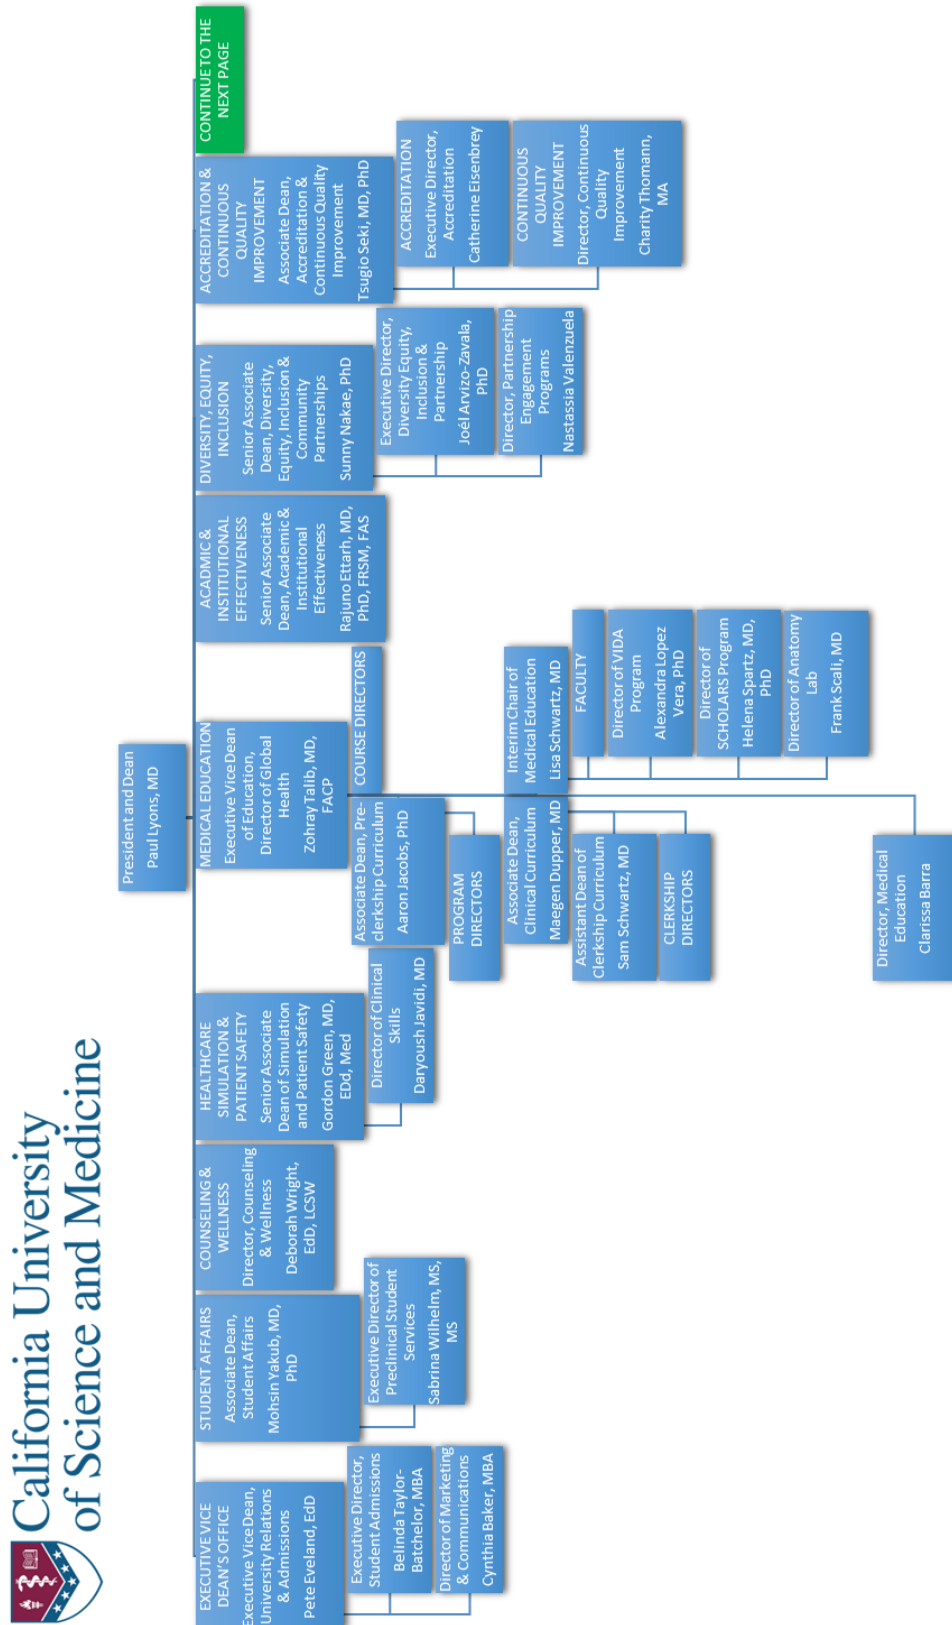 California University
of Science and Medicine
President and Dean
Paul Lyons, MD
EXECUTIVE VICE
DEAN'S OFFICE
Executive Vice Dean,
University Relations
& Admissions
Pete Eveland, EdD
Executive Director,
Student Admissions
Belinda Taylor-
Batchelor, MBA
Director of Marketing
& Communications
Cynthia Baker, MBA
STUDENT AFFAIRS
Associate Dean,
Student Affairs
Mohsin Yakub, MD,
PhD
Executive Director of
Preclinical Student
Services
Sabrina Wilhelm, MS,
MS
COUNSELING &
WELLNESS
Director, Counseling
& Wellness
Deborah Wright,
EdD, LCSW
HEALTHCARE
SIMULATION &
PATIENT SAFETY
Senior Associate
Dean of Simulation
and Patient Safety
Gordon Green, MD,
EDd, Med
Director of Clinical
Skills
Daryoush Javidi, MD
MEDICAL EDUCATION
Executive Vice Dean
of Education,
Director of Global
Health
Zohray Talib, MD,
FACP
Associate Dean, Pre-
clerkship Curriculum
Aaron Jacobs, PhD
PROGRAM
DIRECTORS
COURSE DIRECTORS
Associate Dean,
Clinical Curriculum
Maegen Dupper, MD
Assistant Dean of
Clerkship Curriculum
Sam Schwartz, MD
CLERKSHIP
DIRECTORS
Interim Chair of
Medical Education
Lisa Schwartz, MD
FACULTY
Director of VIDA
Program
Alexandra Lopez
Vera, PhD
Director of
SCHOLARS Program
Helena Spartz, MD,
PhD
Director of Anatomy
Lab
Frank Scali, MD
Director, Medical
Education
Clarissa Barra
ACADMIC &
INSTITUTIONAL
EFFECTIVENESS
Senior Associate
Dean, Academic &
Institutional
Effectiveness
Rajuno Ettarh, MD,
PhD, FRSM, FAS
DIVERSITY, EQUITY,
INCLUSION
Senior Associate
Dean, Diversity,
Equity, Inclusion &
Community
Partnerships
Sunny Nakae, PhD
Executive Director,
Diversity Equity,
Inclusion &
Partnership
Joél Arvizo-Zavala,
PhD
Director, Partnership
Engagement
Programs
Nastassia Valenzuela
ACCREDITATION &
CONTINUOUS
QUALITY
IMPROVEMENT
Associate Dean,
Accreditation &
Continuous Quality
Improvement
Tsugio Seki, MD, PhD
ACCREDITATION
Executive Director,
Accreditation
Catherine Eisenbrey
CONTINUOUS
QUALITY
IMPROVEMENT
Director, Continuous
Quality
Improvement
Charity Thomann,
MA
CONTINUE TO THE
NEXT PAGE